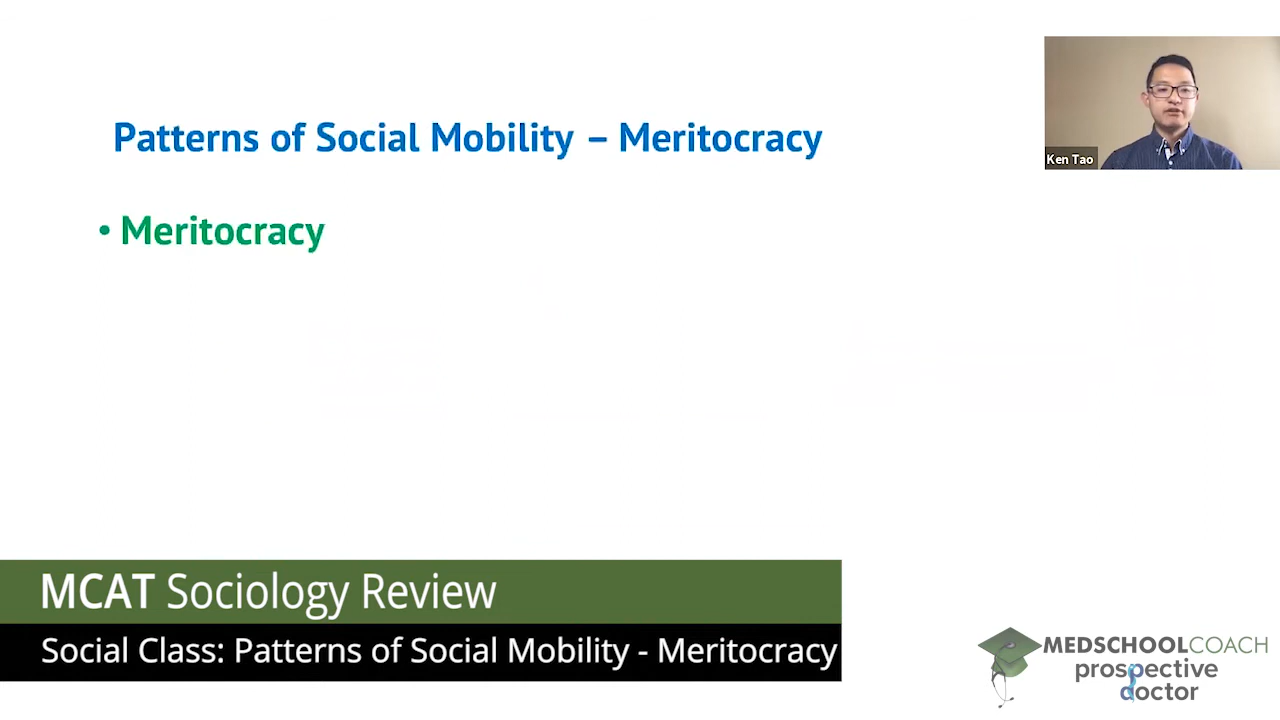 Patterns of Social Mobility – Meritocracy
Ken Tao
• Meritocracy
MCAT Sociology Review
Social Class: Patterns of Social Mobility - Meritocracy
MEDSCHOOLCOACH
prospective
doctor